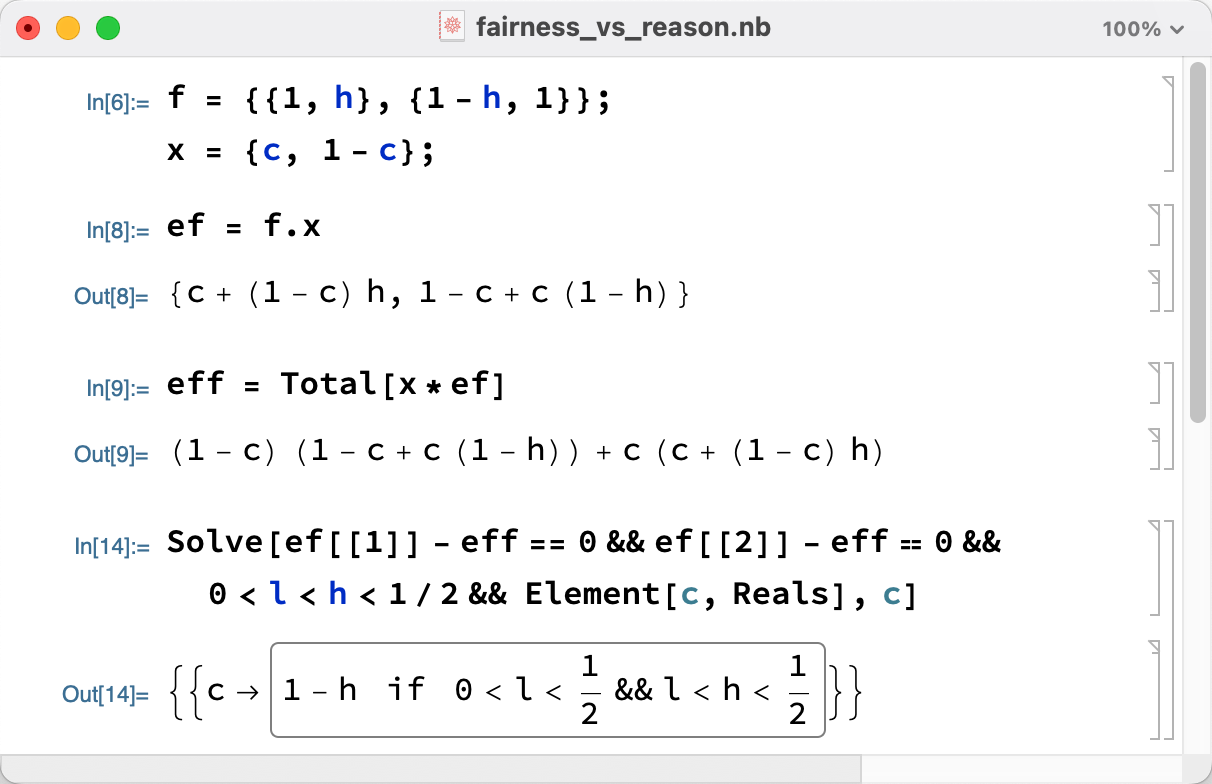 fairness_vs_reason.nb
100%
In[6]:= f = {{1, h}, {1 - h, 1}};
x = {c, 1 - c};
In[8]:= ef = f.x
Out[8]= {c + (1 - c) h, 1 - c + c (1 - h)}
In[9]:= eff = Total[x * ef]
Out[9]= (1 - c) (1 - c + c (1 - h)) + c (c + (1 - c) h)
In[14]:= Solve[ef[[1]] - eff == 0 && ef[[2]] - eff == 0 &&
0 < l < h < 1 / 2 && Element[c, Reals], c]
Out[14]= {{c → 1 - h if 0 < l < 1/2 && l < h < 1/2}}